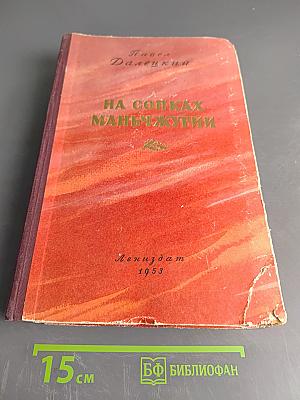 Павел
Далецкий
НА СОПКАХ
МАНЬЧЖУРИИ
Лениздат
1953
15 см
БФ БИБЛИОФАН